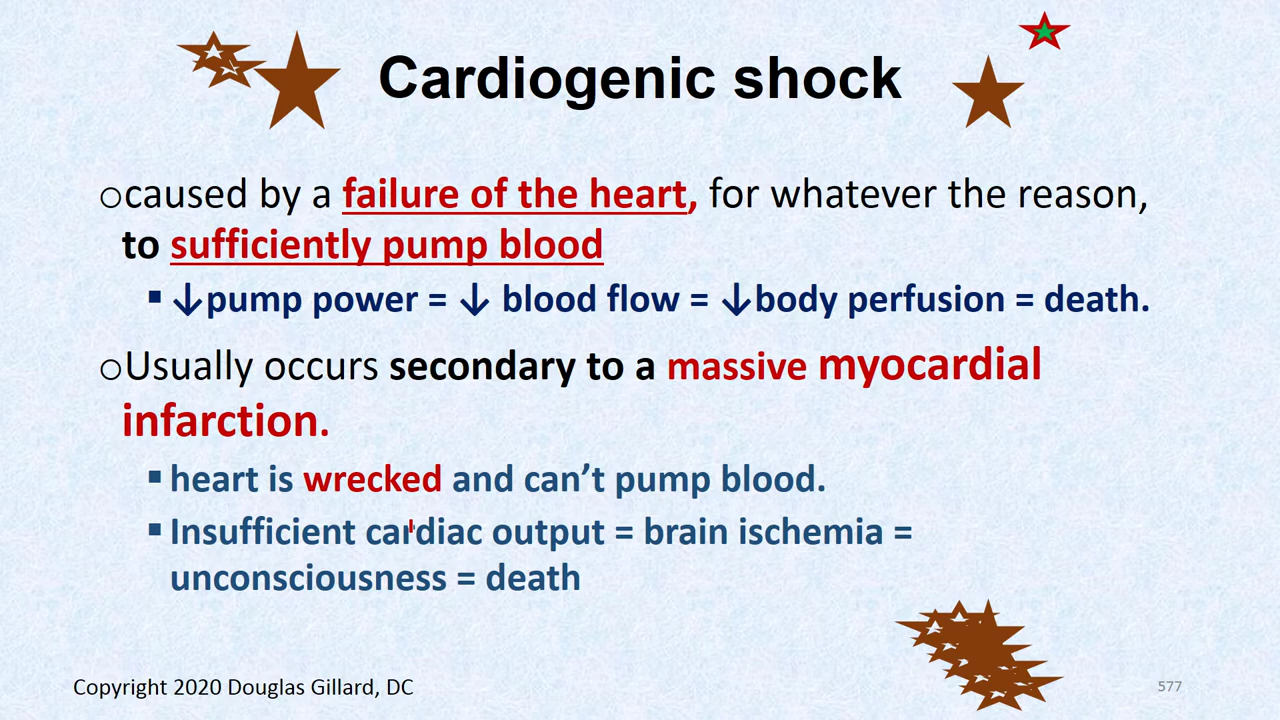 Cardiogenic shock
○caused by a failure of the heart, for whatever the reason,
to sufficiently pump blood
▪↓pump power = ↓ blood flow = ↓body perfusion = death.
○Usually occurs secondary to a massive myocardial
infarction.
▪heart is wrecked and can’t pump blood.
▪Insufficient cardiac output = brain ischemia =
unconsciousness = death
Copyright 2020 Douglas Gillard, DC
577